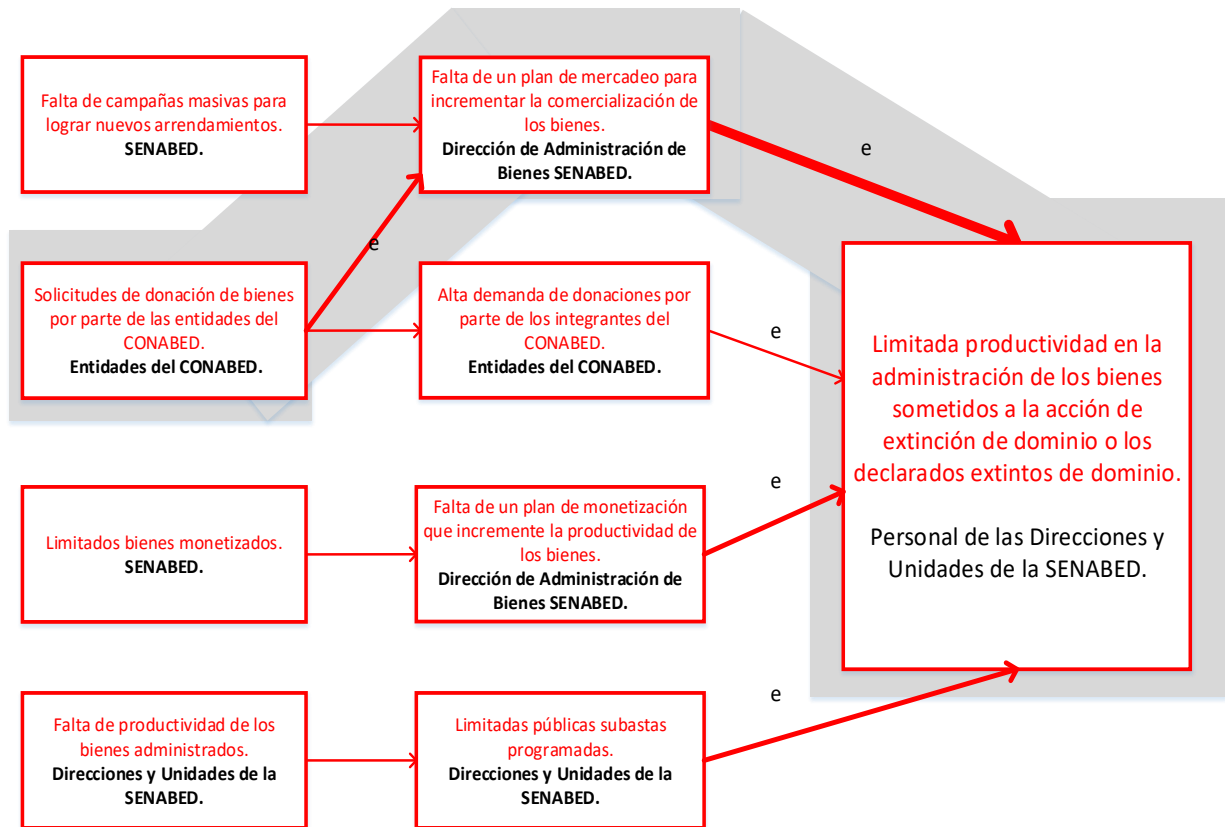 Falta de campañas masivas para
lograr nuevos arrendamientos.
SENABED.
Falta de un plan de mercadeo para
incrementar la comercialización de
los bienes.
Dirección de Administración de
Bienes SENABED.
e
e
Solicitudes de donación de bienes
por parte de las entidades del
CONABED.
Entidades del CONABED.
Alta demanda de donaciones por
parte de los integrantes del
CONABED.
Entidades del CONABED.
e
Limitada productividad en la
administración de los bienes
sometidos a la acción de
extinción de dominio o los
declarados extintos de dominio.
Personal de las Direcciones y
Unidades de la SENABED.
Limitados bienes monetizados.
SENABED.
Falta de un plan de monetización
que incremente la productividad de
los bienes.
Dirección de Administración de
Bienes SENABED.
e
Falta de productividad de los
bienes administrados.
Direcciones y Unidades de la
SENABED.
Limitadas públicas subastas
programadas.
Direcciones y Unidades de la
SENABED.
e